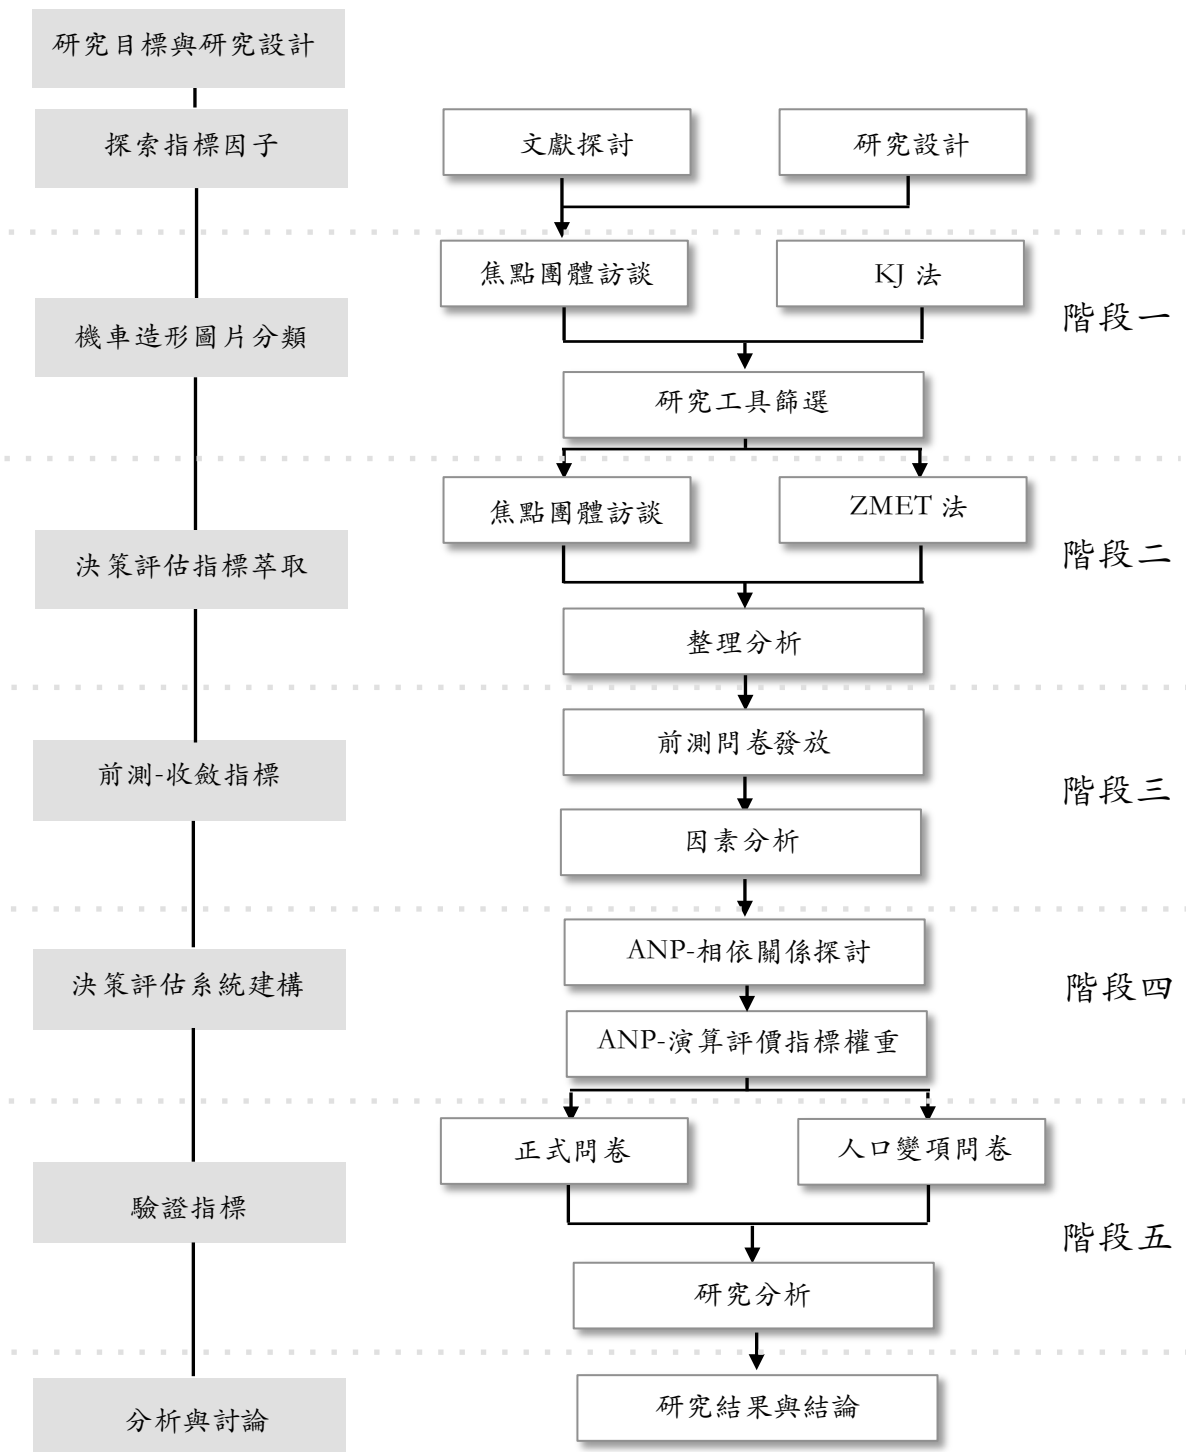 研究目標與研究設計
探索指標因子
文獻探討
研究設計
焦點團體訪談
KJ 法
階段一
機車造形圖片分類
研究工具篩選
焦點團體訪談
ZMET 法
階段二
決策評估指標萃取
整理分析
前測問卷發放
前測-收斂指標
階段三
因素分析
ANP-相依關係探討
決策評估系統建構
階段四
ANP-演算評價指標權重
正式問卷
人口變項問卷
驗證指標
階段五
研究分析
研究結果與結論
分析與討論